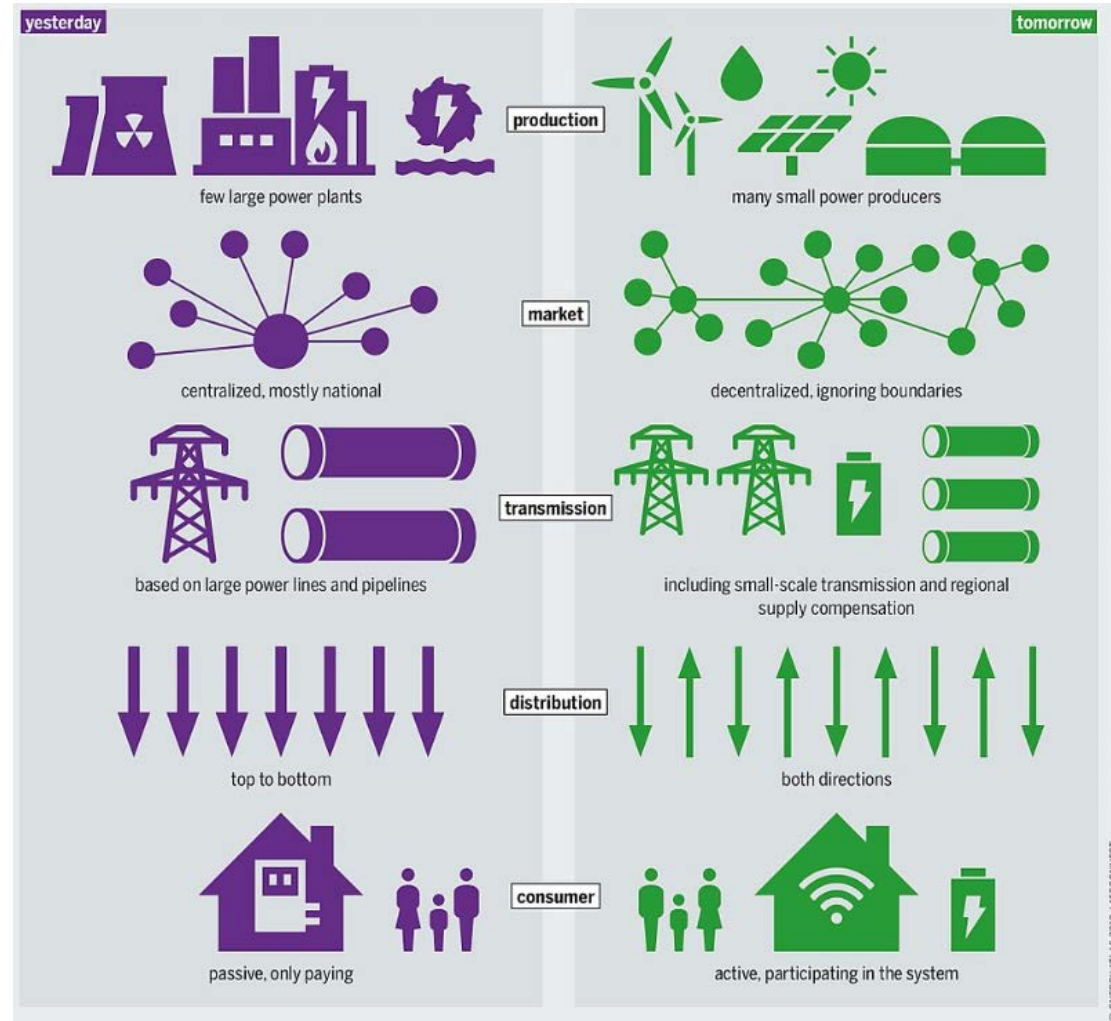 yesterday
tomorrow
production
few large power plants
many small power producers
market
centralized, mostly national
decentralized, ignoring boundaries
transmission
based on large power lines and pipelines
including small-scale transmission and regional
supply compensation
distribution
top to bottom
both directions
consumer
passive, only paying
active, participating in the system